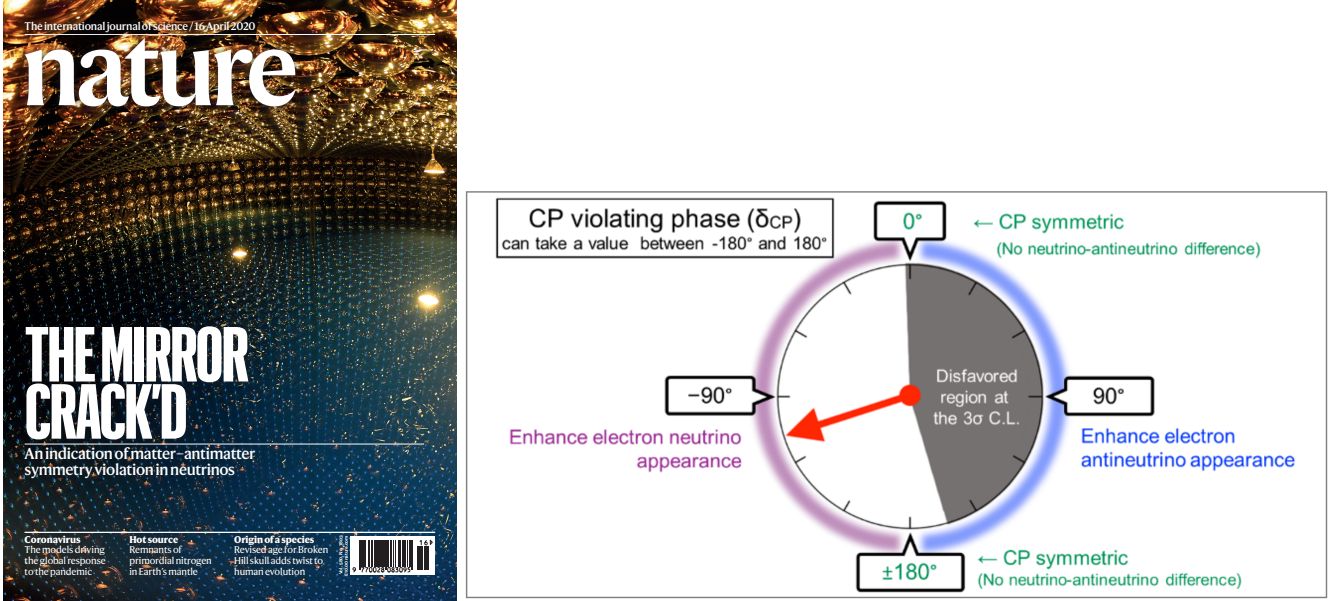 The international journal of science / 16 April 2020
nature
THE MIRROR
CRACK'D
An indication of matter–antimatter
symmetry violation in neutrinos
Coronavirus
The models driving
the global response
to the pandemic
Hot source
Remnants of
primordial nitrogen
in Earth's mantle
Origin of a species
Revised age for Broken
Hill skull adds twist to
human evolution
16
9 770028 083095
CP violating phase (δCP)
can take a value between -180° and 180°
0°
← CP symmetric
(No neutrino-antineutrino difference)
Disfavored
region at
the 3σ C.L.
−90°
90°
Enhance electron neutrino
appearance
Enhance electron
antineutrino appearance
±180°
← CP symmetric
(No neutrino-antineutrino difference)